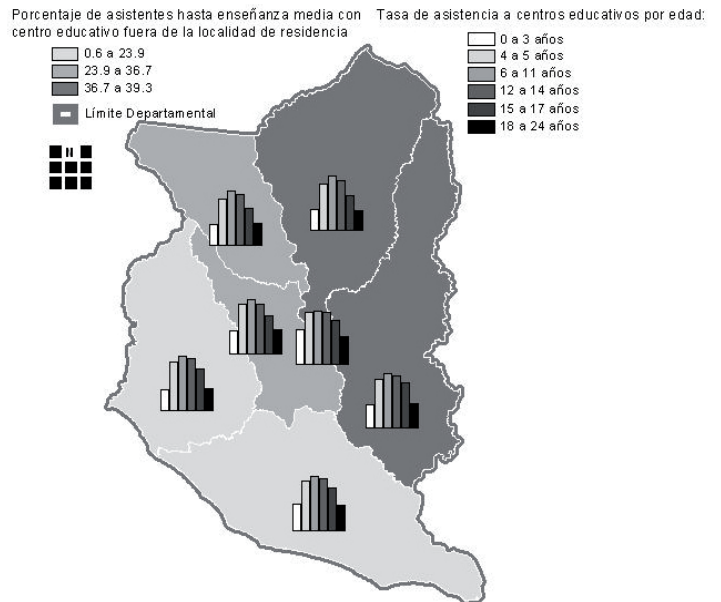 Porcentaje de asistentes hasta enseñanza media con
centro educativo fuera de la localidad de residencia
0.6 a 23.9
23.9 a 36.7
36.7 a 39.3
Límite Departamental
N
Tasa de asistencia a centros educativos por edad:
0 a 3 años
4 a 5 años
6 a 11 años
12 a 14 años
15 a 17 años
18 a 24 años